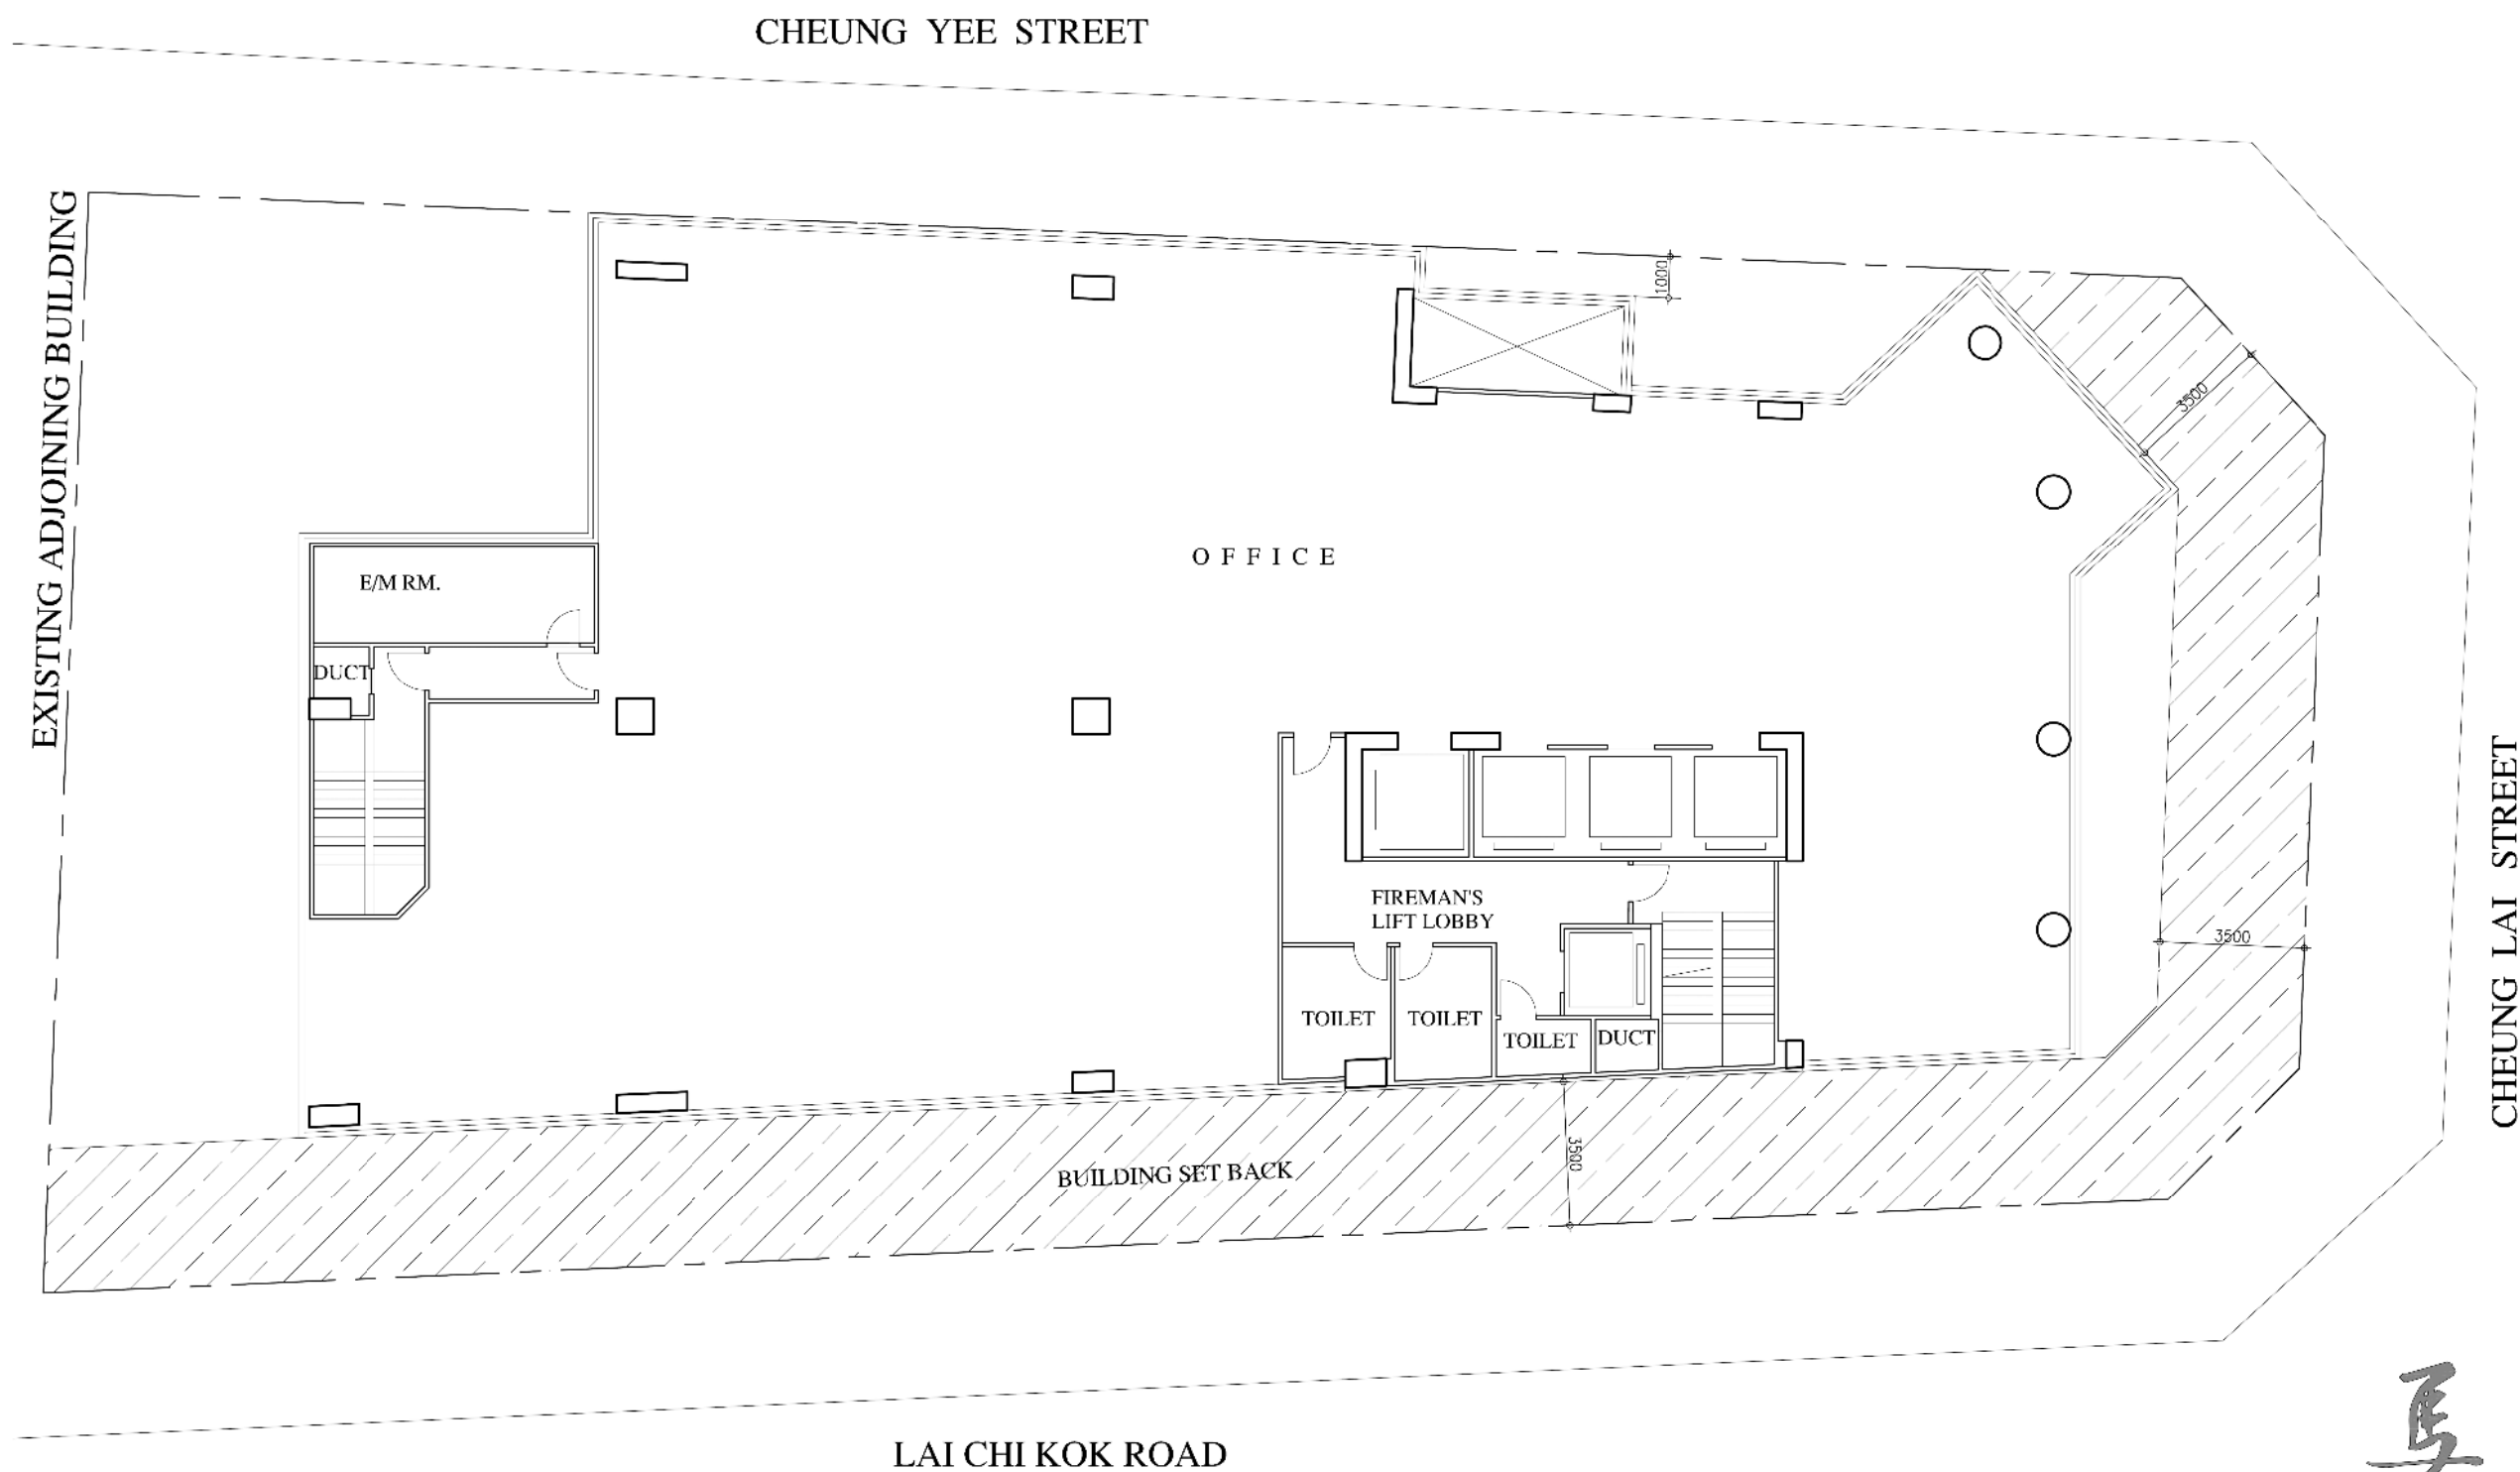 CHEUNG YEE STREET
EXISTING ADJOINING BUILDING
1000
3500
OFFICE
E/M RM.
DUCT
CHEUNG LAI STREET
FIREMAN'S
LIFT LOBBY
3500
TOILET
TOILET
TOILET
DUCT
3500
BUILDING SET BACK
LAI CHI KOK ROAD